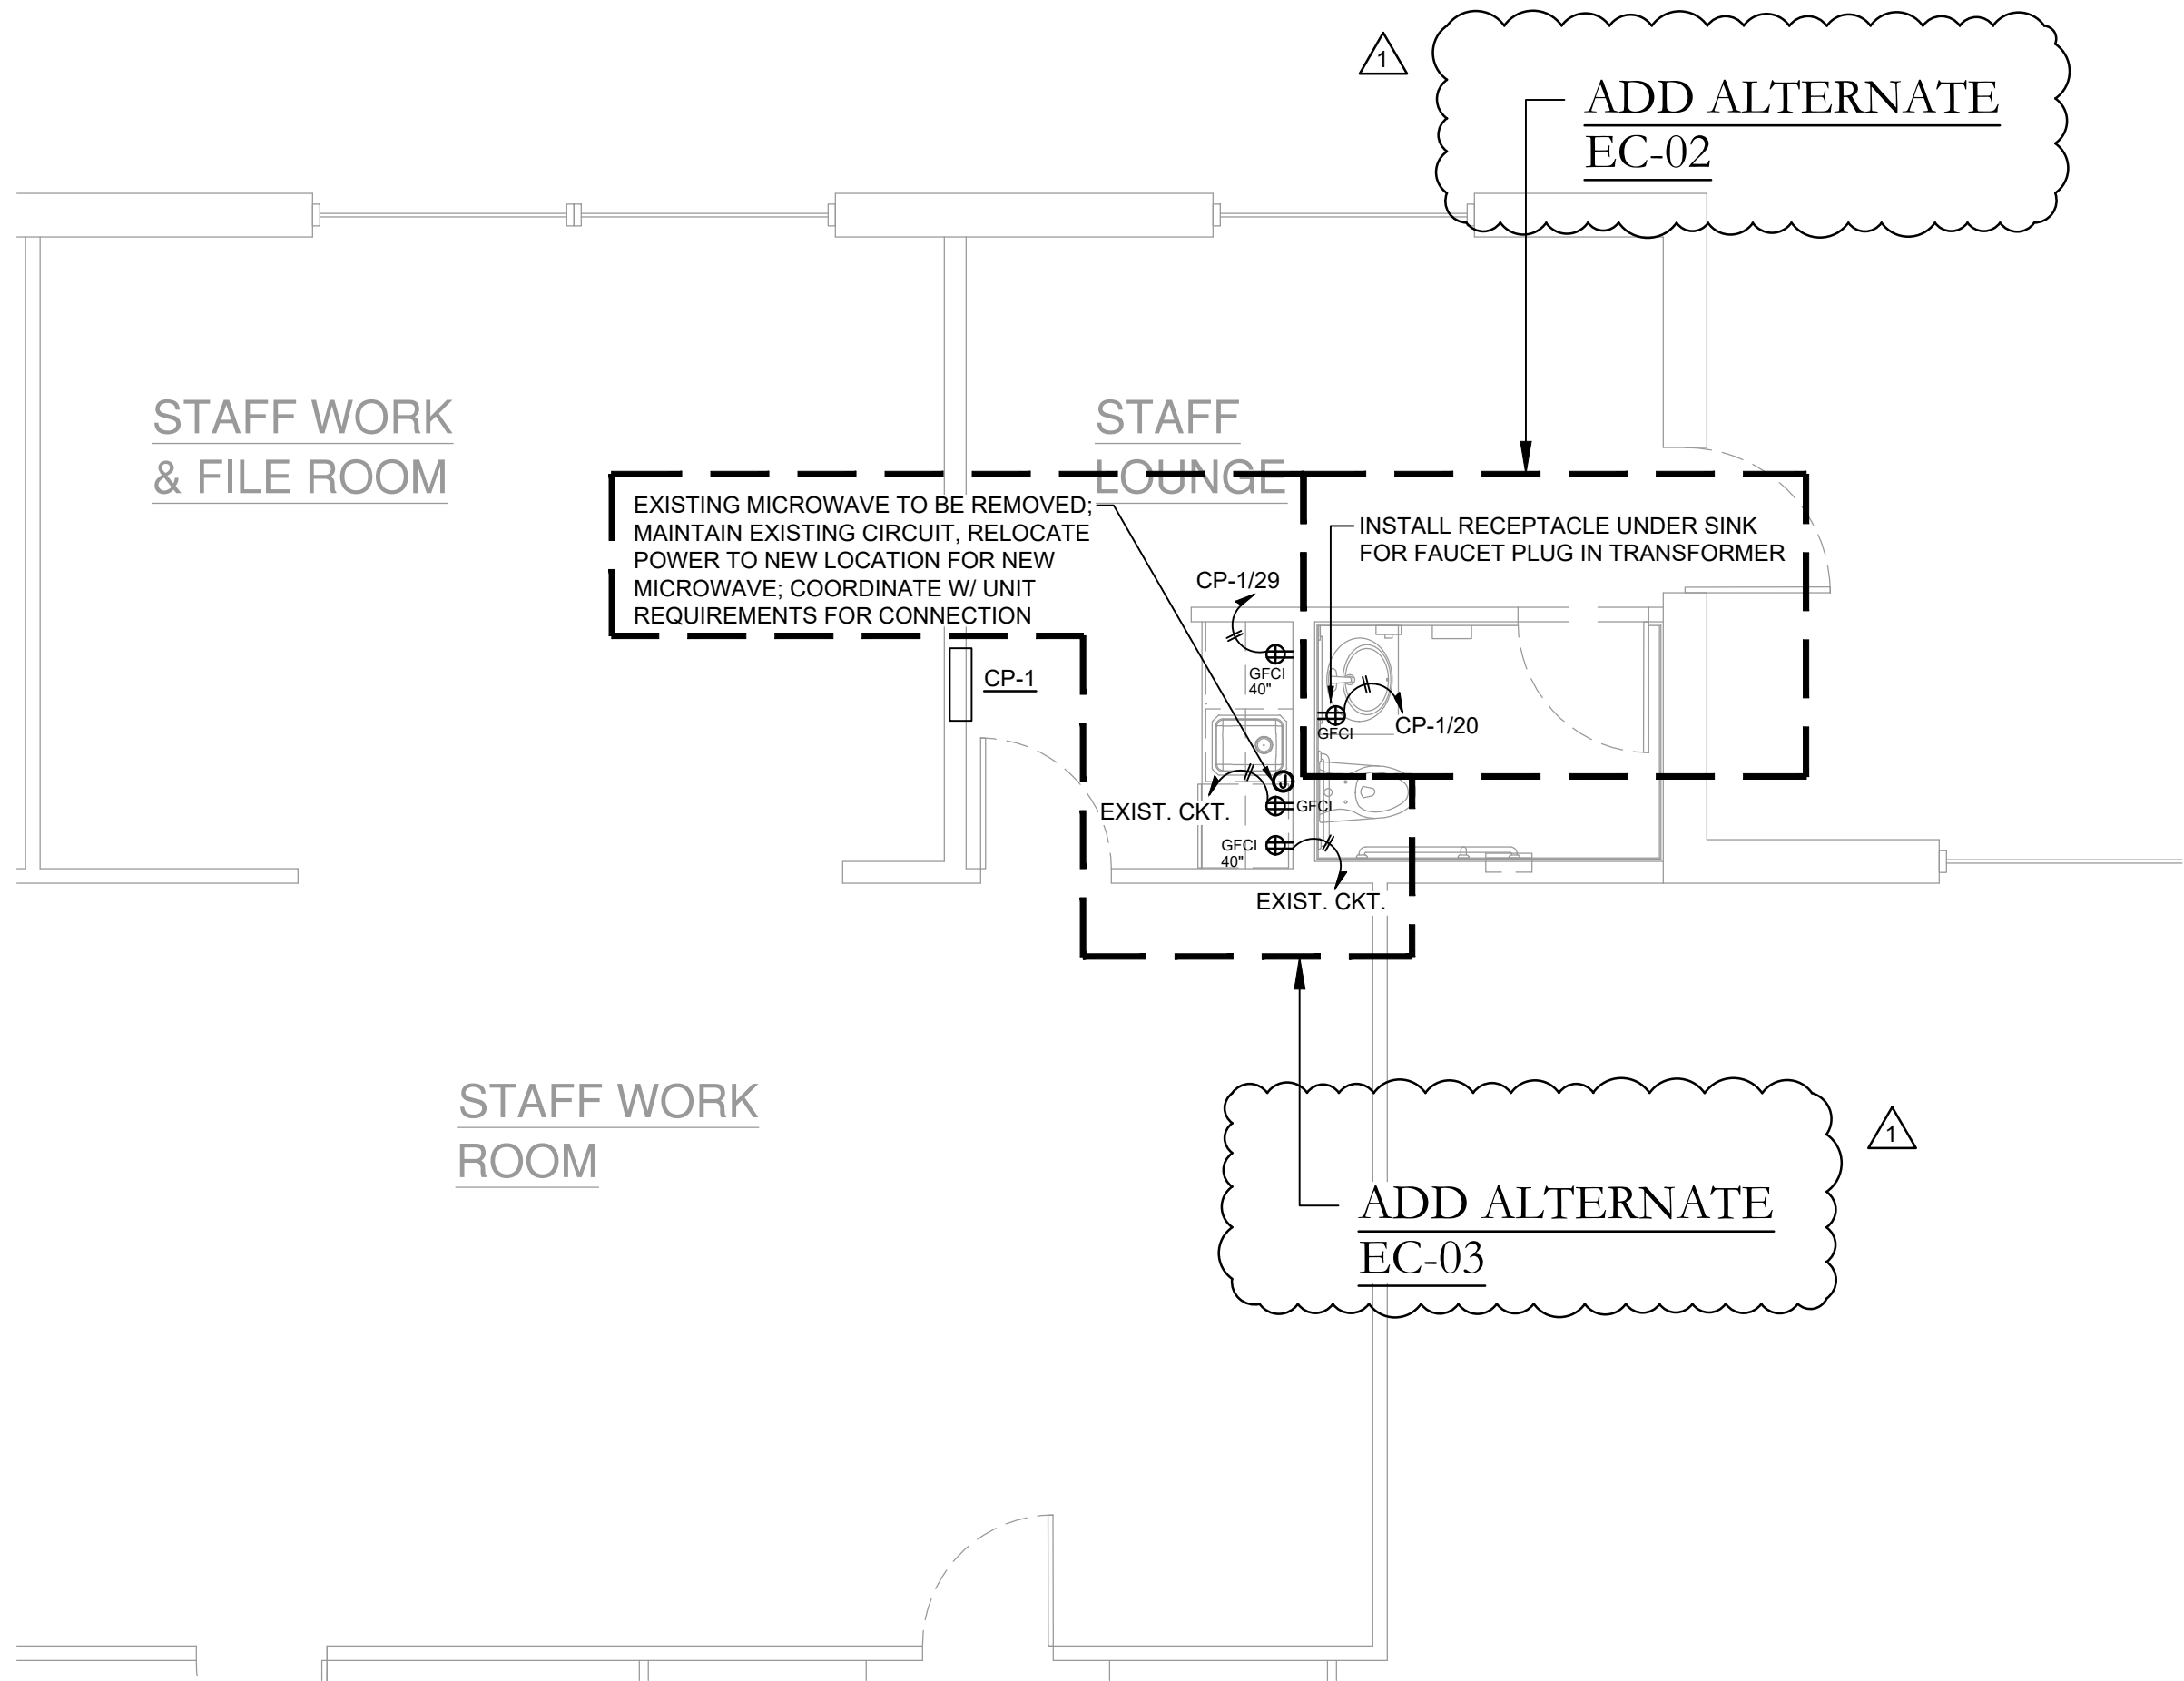 1
ADD ALTERNATE
EC-02
STAFF WORK
& FILE ROOM
STAFF
LOUNGE
EXISTING MICROWAVE TO BE REMOVED;
MAINTAIN EXISTING CIRCUIT, RELOCATE
POWER TO NEW LOCATION FOR NEW
MICROWAVE; COORDINATE W/ UNIT
REQUIREMENTS FOR CONNECTION
INSTALL RECEPTACLE UNDER SINK
FOR FAUCET PLUG IN TRANSFORMER
CP-1/29
GFCI
40"
CP-1
GFCI
CP-1/20
J
EXIST. CKT.
GFCI
GFCI
40"
EXIST. CKT.
STAFF WORK
ROOM
1
ADD ALTERNATE
EC-03